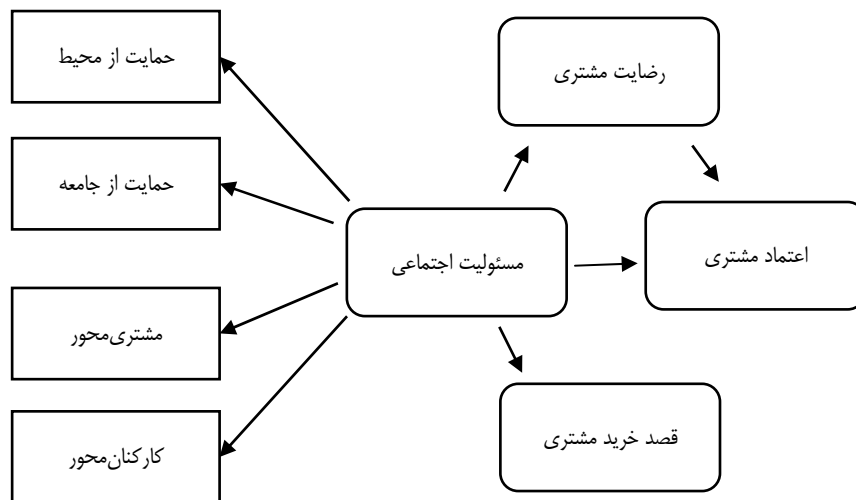 حمایت از محیط
رضایت مشتری
حمایت از جامعه
مسئولیت اجتماعی
اعتماد مشتری
مشتری‌محور
قصد خرید مشتری
کارکنان‌محور